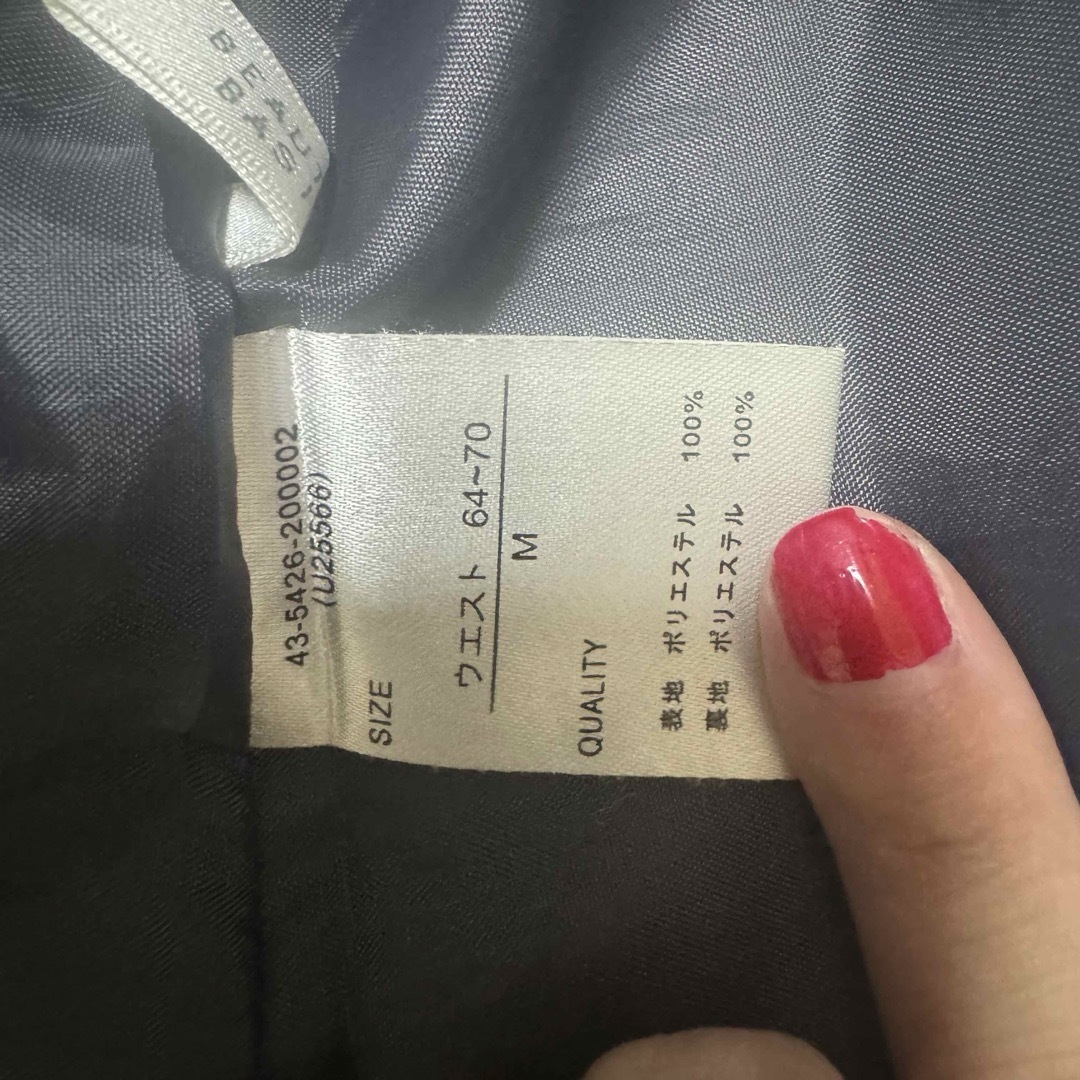 43-5426-200002
(U25566)
SIZE
ウエスト 64~70
M
QUALITY
表地 ポリエステル 100%
裏地 ポリエステル 100%